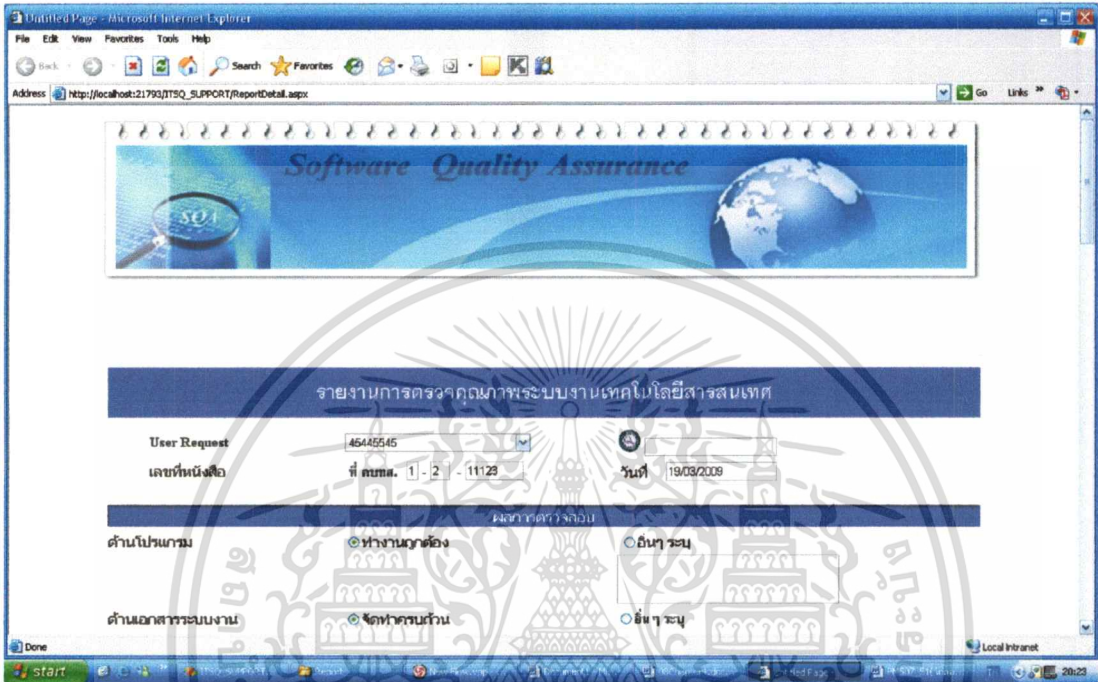 Untitled Page - Microsoft Internet Explorer
File Edit View Favorites Tools Help
Back Search Favorites
Address http://localhost:21793/ITSQ_SUPPORT/ReportDetail.aspx Go Links
Software Quality Assurance
SQA
รายงานการตรวจคุณภาพระบบงานเทคโนโลยีสารสนเทศ
User Request 45445545
เลขที่หนังสือ ที่ คบทส. 1 - 2 - 11123 วันที่ 19/03/2009
ผลการตรวจสอบ
ด้านโปรแกรม ทำงานถูกต้อง อื่นๆ ระบุ
ด้านเอกสารระบบงาน จัดทำครบถ้วน อื่น ๆ ระบุ
Done Local intranet
start 20:23